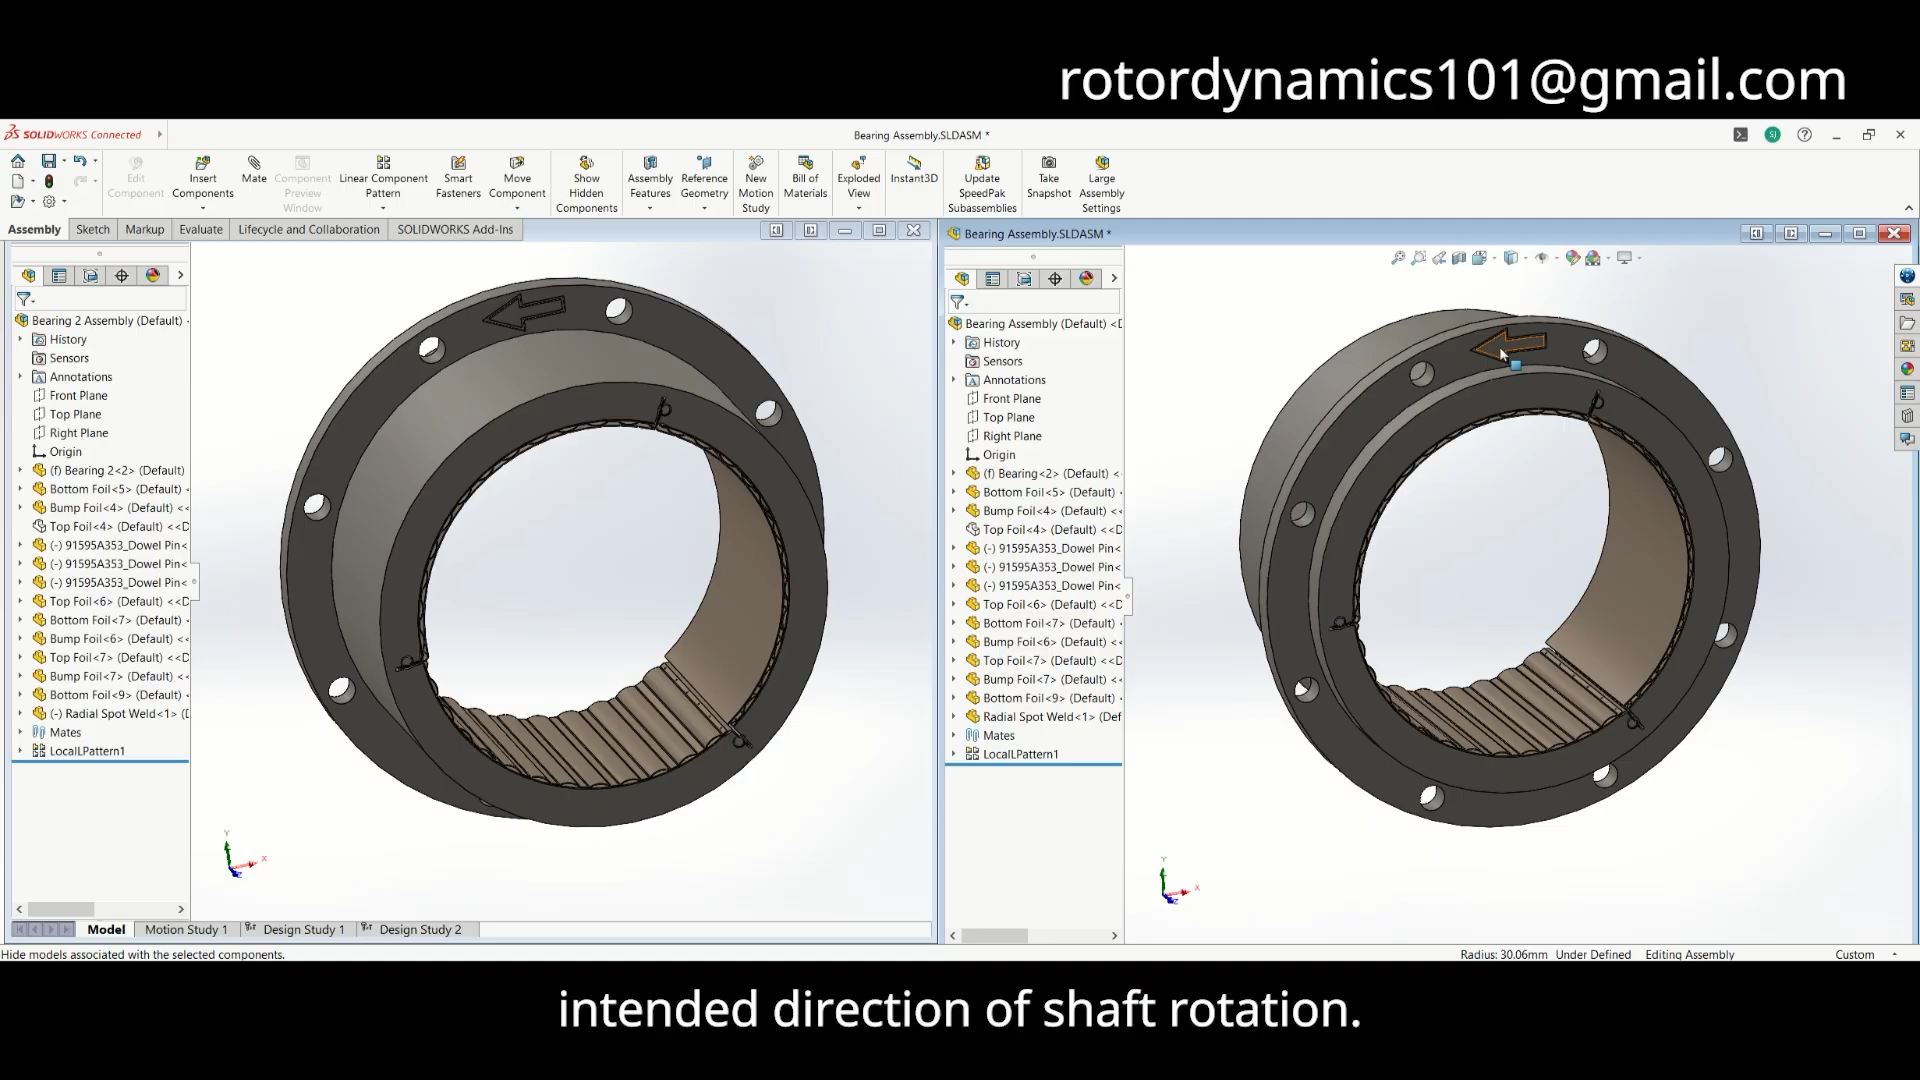 rotordynamics101@gmail.com
SOLIDWORKS Connected
Bearing Assembly.SLDASM *
Edit Component
Insert Components
Mate
Component Preview Window
Linear Component Pattern
Smart Fasteners
Move Component
Show Hidden Components
Assembly Features
Reference Geometry
New Motion Study
Bill of Materials
Exploded View
Instant3D
Update SpeedPak Subassemblies
Take Snapshot
Large Assembly Settings
Assembly Sketch Markup Evaluate Lifecycle and Collaboration SOLIDWORKS Add-Ins
Bearing 2 Assembly (Default)
History
Sensors
Annotations
Front Plane
Top Plane
Right Plane
Origin
(f) Bearing 2<2> (Default)
Bottom Foil<5> (Default)
Bump Foil<4> (Default) <<
Top Foil<4> (Default) <<D
(-) 91595A353_Dowel Pin<
(-) 91595A353_Dowel Pin<
(-) 91595A353_Dowel Pin<
Top Foil<6> (Default) <<D
Bottom Foil<7> (Default)
Bump Foil<6> (Default) <<
Top Foil<7> (Default) <<D
Bump Foil<7> (Default) <<
Bottom Foil<9> (Default)
(-) Radial Spot Weld<1> (D
Mates
LocalLPattern1
Y
X
Z
Bearing Assembly.SLDASM *
Bearing Assembly (Default) <D
History
Sensors
Annotations
Front Plane
Top Plane
Right Plane
Origin
(f) Bearing<2> (Default) <
Bottom Foil<5> (Default)
Bump Foil<4> (Default) <<
Top Foil<4> (Default) <<D
(-) 91595A353_Dowel Pin<
(-) 91595A353_Dowel Pin<
(-) 91595A353_Dowel Pin<
Top Foil<6> (Default) <<D
Bottom Foil<7> (Default)
Bump Foil<6> (Default) <<
Top Foil<7> (Default) <<D
Bump Foil<7> (Default) <<
Bottom Foil<9> (Default)
Radial Spot Weld<1> (Def
Mates
LocalLPattern1
Y
X
Z
Model Motion Study 1 Design Study 1 Design Study 2
Hide models associated with the selected components.
Radius: 30.06mm Under Defined Editing Assembly Custom
intended direction of shaft rotation.